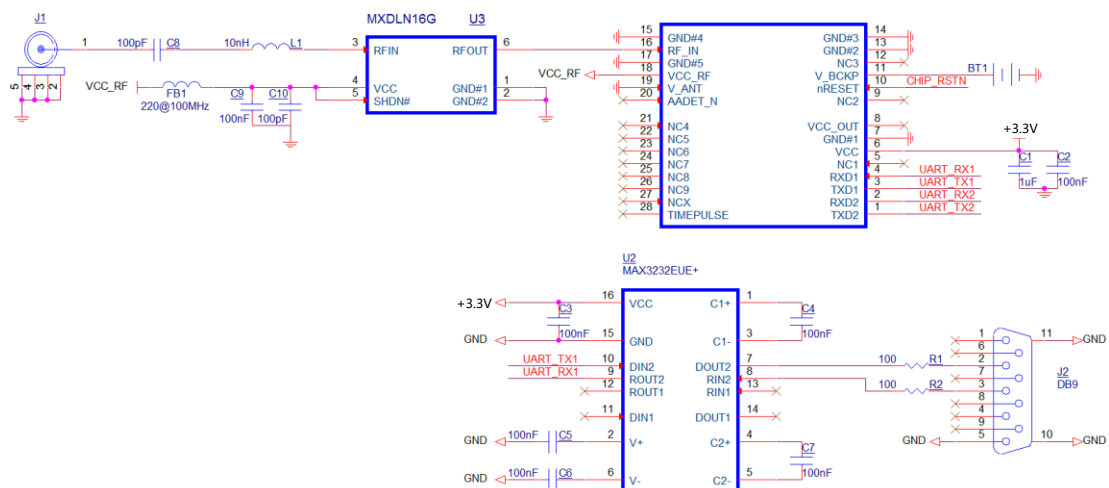 J1
1
100pF
C8
10nH
L1
5
4
3
2
VCC_RF
FB1
220@100MHz
C9
100nF
C10
100pF
MXDLN16G
U3
3
RFIN
RFOUT
6
4
VCC
GND#1
1
5
SHDN#
GND#2
2
VCC_RF
15
GND#4
GND#3
14
16
RF_IN
GND#2
13
17
GND#5
NC3
12
18
VCC_RF
V_BCKP
11
BT1
19
V_ANT
nRESET
10
CHIP_RSTN
20
AADET_N
NC2
9
21
NC4
VCC_OUT
8
22
NC5
GND#1
7
23
NC6
VCC
6
24
NC7
NC1
5
25
NC8
RXD1
4
UART_RX1
26
NC9
TXD1
3
UART_TX1
27
NCX
RXD2
2
UART_RX2
28
TIMEPULSE
TXD2
1
UART_TX2
+3.3V
C1
1uF
C2
100nF
U2
MAX3232EUE+
+3.3V
16
VCC
C1+
1
C3
100nF
C4
100nF
GND
15
GND
C1-
3
UART_TX1
10
DIN2
DOUT2
7
100
R1
UART_RX1
9
ROUT2
RIN2
8
100
R2
12
ROUT1
RIN1
13
11
DIN1
DOUT1
14
GND
100nF
C5
2
V+
C2+
4
C7
100nF
GND
100nF
C6
6
V-
C2-
5
1
6
2
7
3
8
4
9
5
GND
11
GND
J2
DB9
10
GND